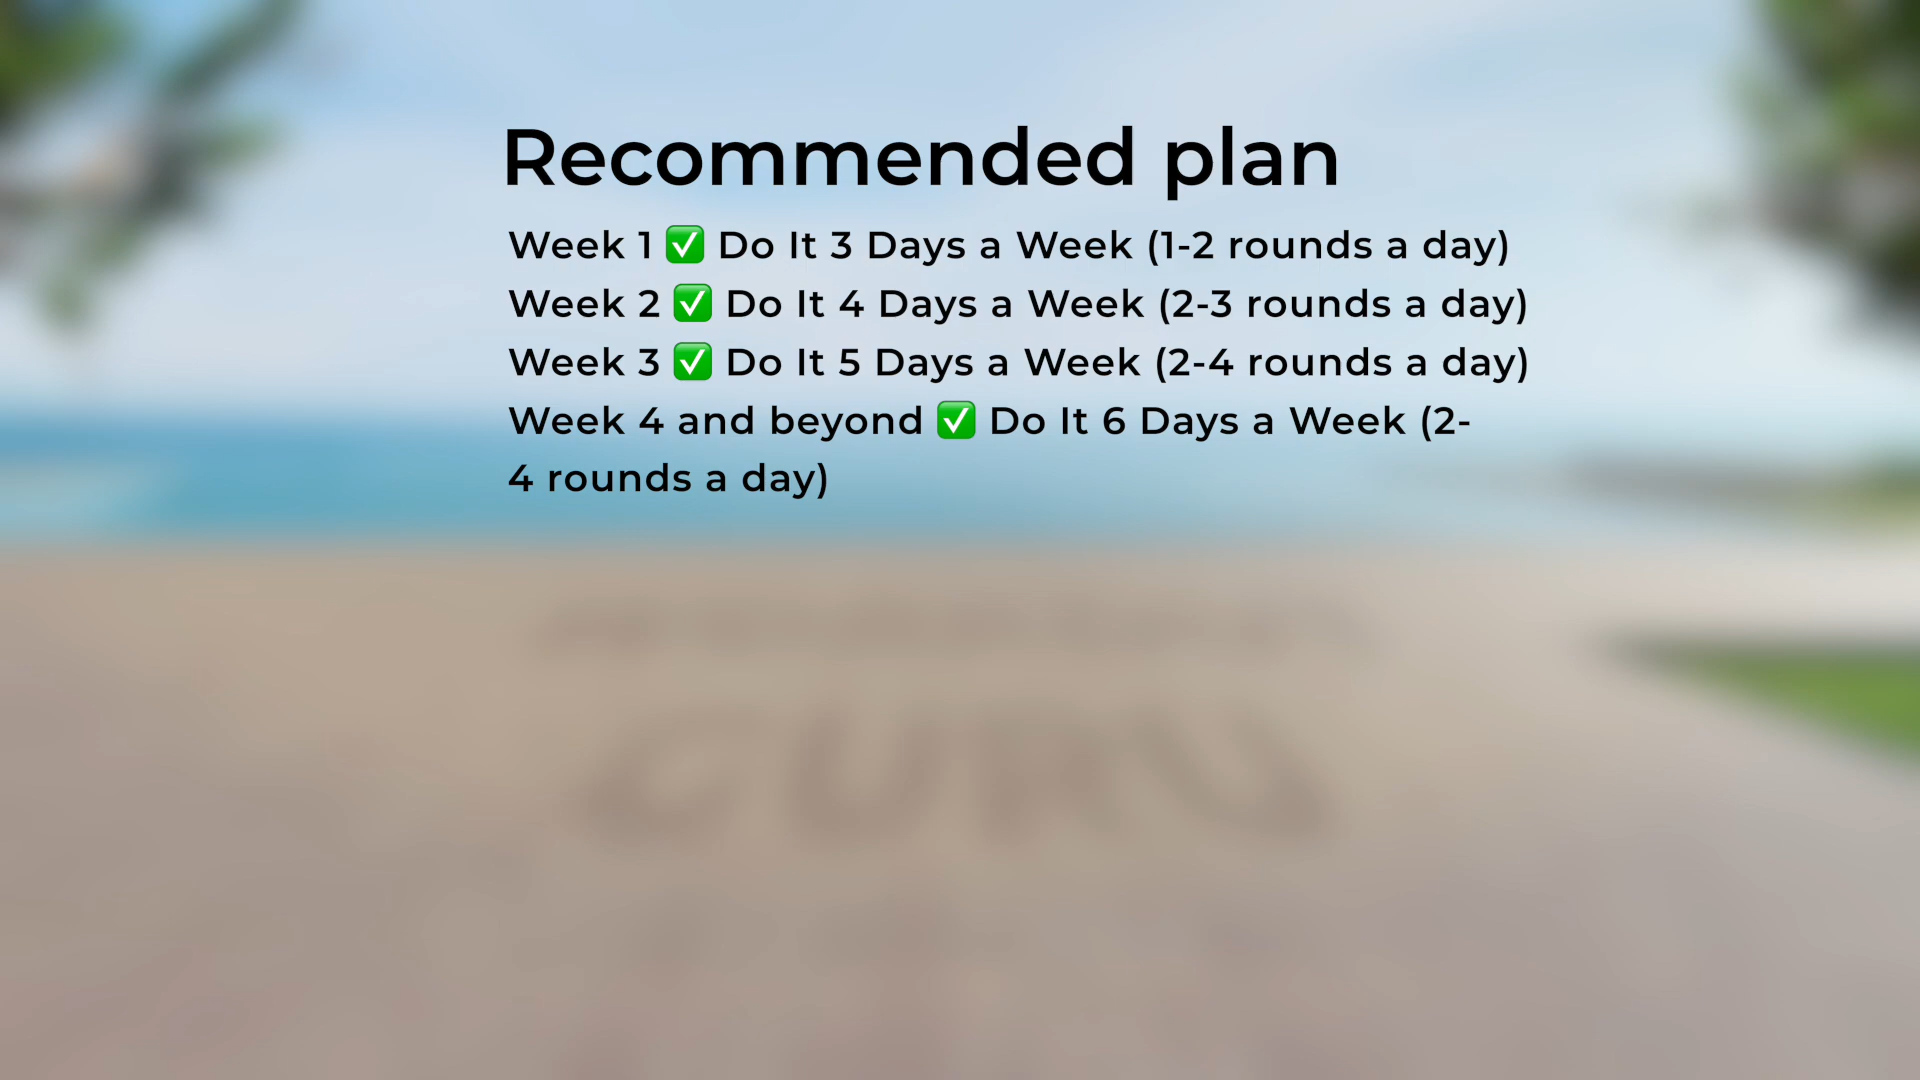 Recommended plan
Week 1 ✅ Do It 3 Days a Week (1-2 rounds a day)
Week 2 ✅ Do It 4 Days a Week (2-3 rounds a day)
Week 3 ✅ Do It 5 Days a Week (2-4 rounds a day)
Week 4 and beyond ✅ Do It 6 Days a Week (2-
4 rounds a day)